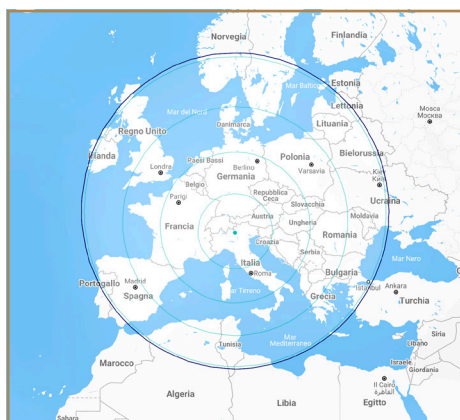 Norvegia
Finlandia
Estonia
Mar Baltico
Lettonia
Mosca
Москва
Mar del Nord
Danimarca
Lituania
Regno Unito
Bielorussia
Irlanda
Paesi Bassi
Berlino
Polonia
Londra
Germania
Varsavia
Belgio
Parigi
Repubblica
Ceca
Slovacchia
Ucraina
Austria
Ungheria
Moldavia
Francia
Croazia
Romania
Serbia
Italia
Mar Nero
Roma
Bulgaria
Portogallo
Madrid
Spagna
Mar Tirreno
Grecia
Istanbul
Ankara
Turchia
Tunisia
Mar
Mediterraneo
Siria
Libano
Israele
Giordania
Marocco
Algeria
Libia
Il Cairo
القاهرة
Egitto
Sahara